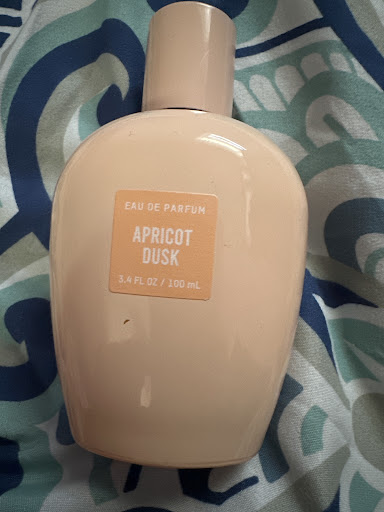 EAU DE PARFUM
APRICOT
DUSK
3.4 FL OZ / 100 mL